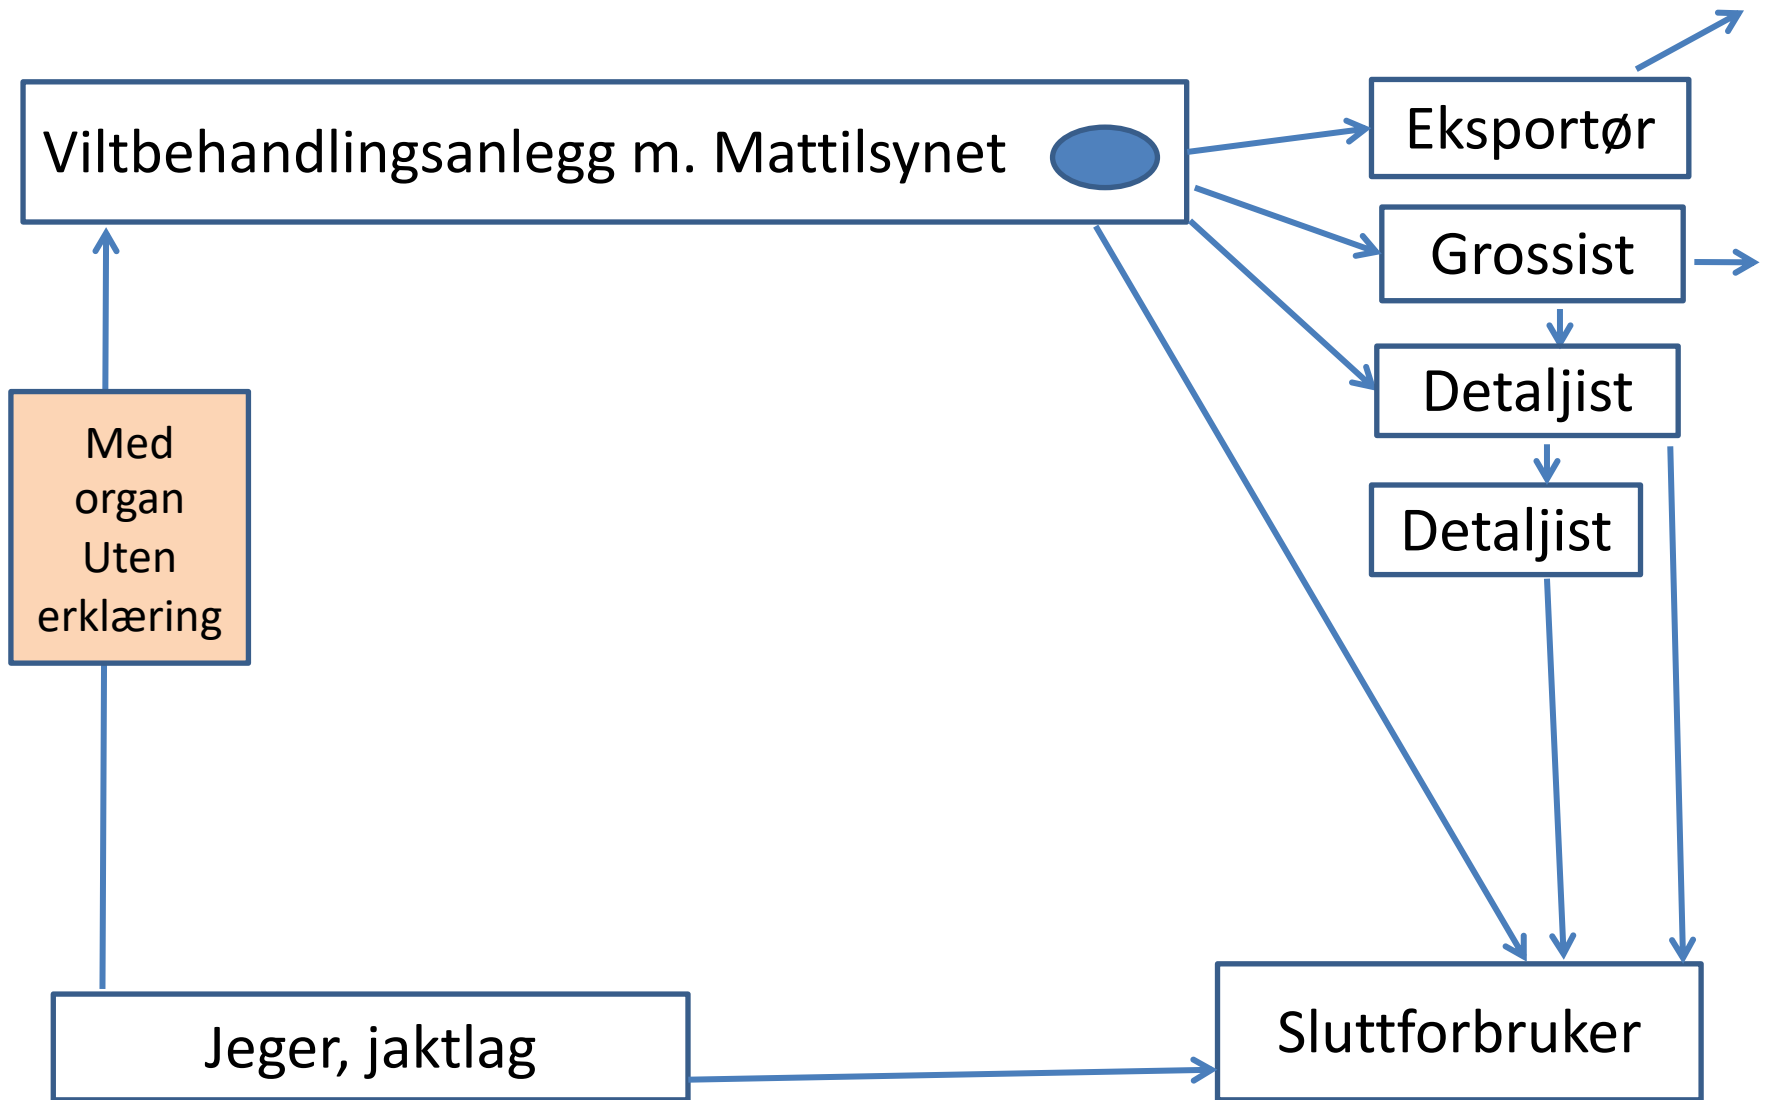 Viltbehandlingsanlegg m. Mattilsynet
Eksportør
Grossist
Detaljist
Detaljist
Med
organ
Uten
erklæring
Jeger, jaktlag
Sluttforbruker